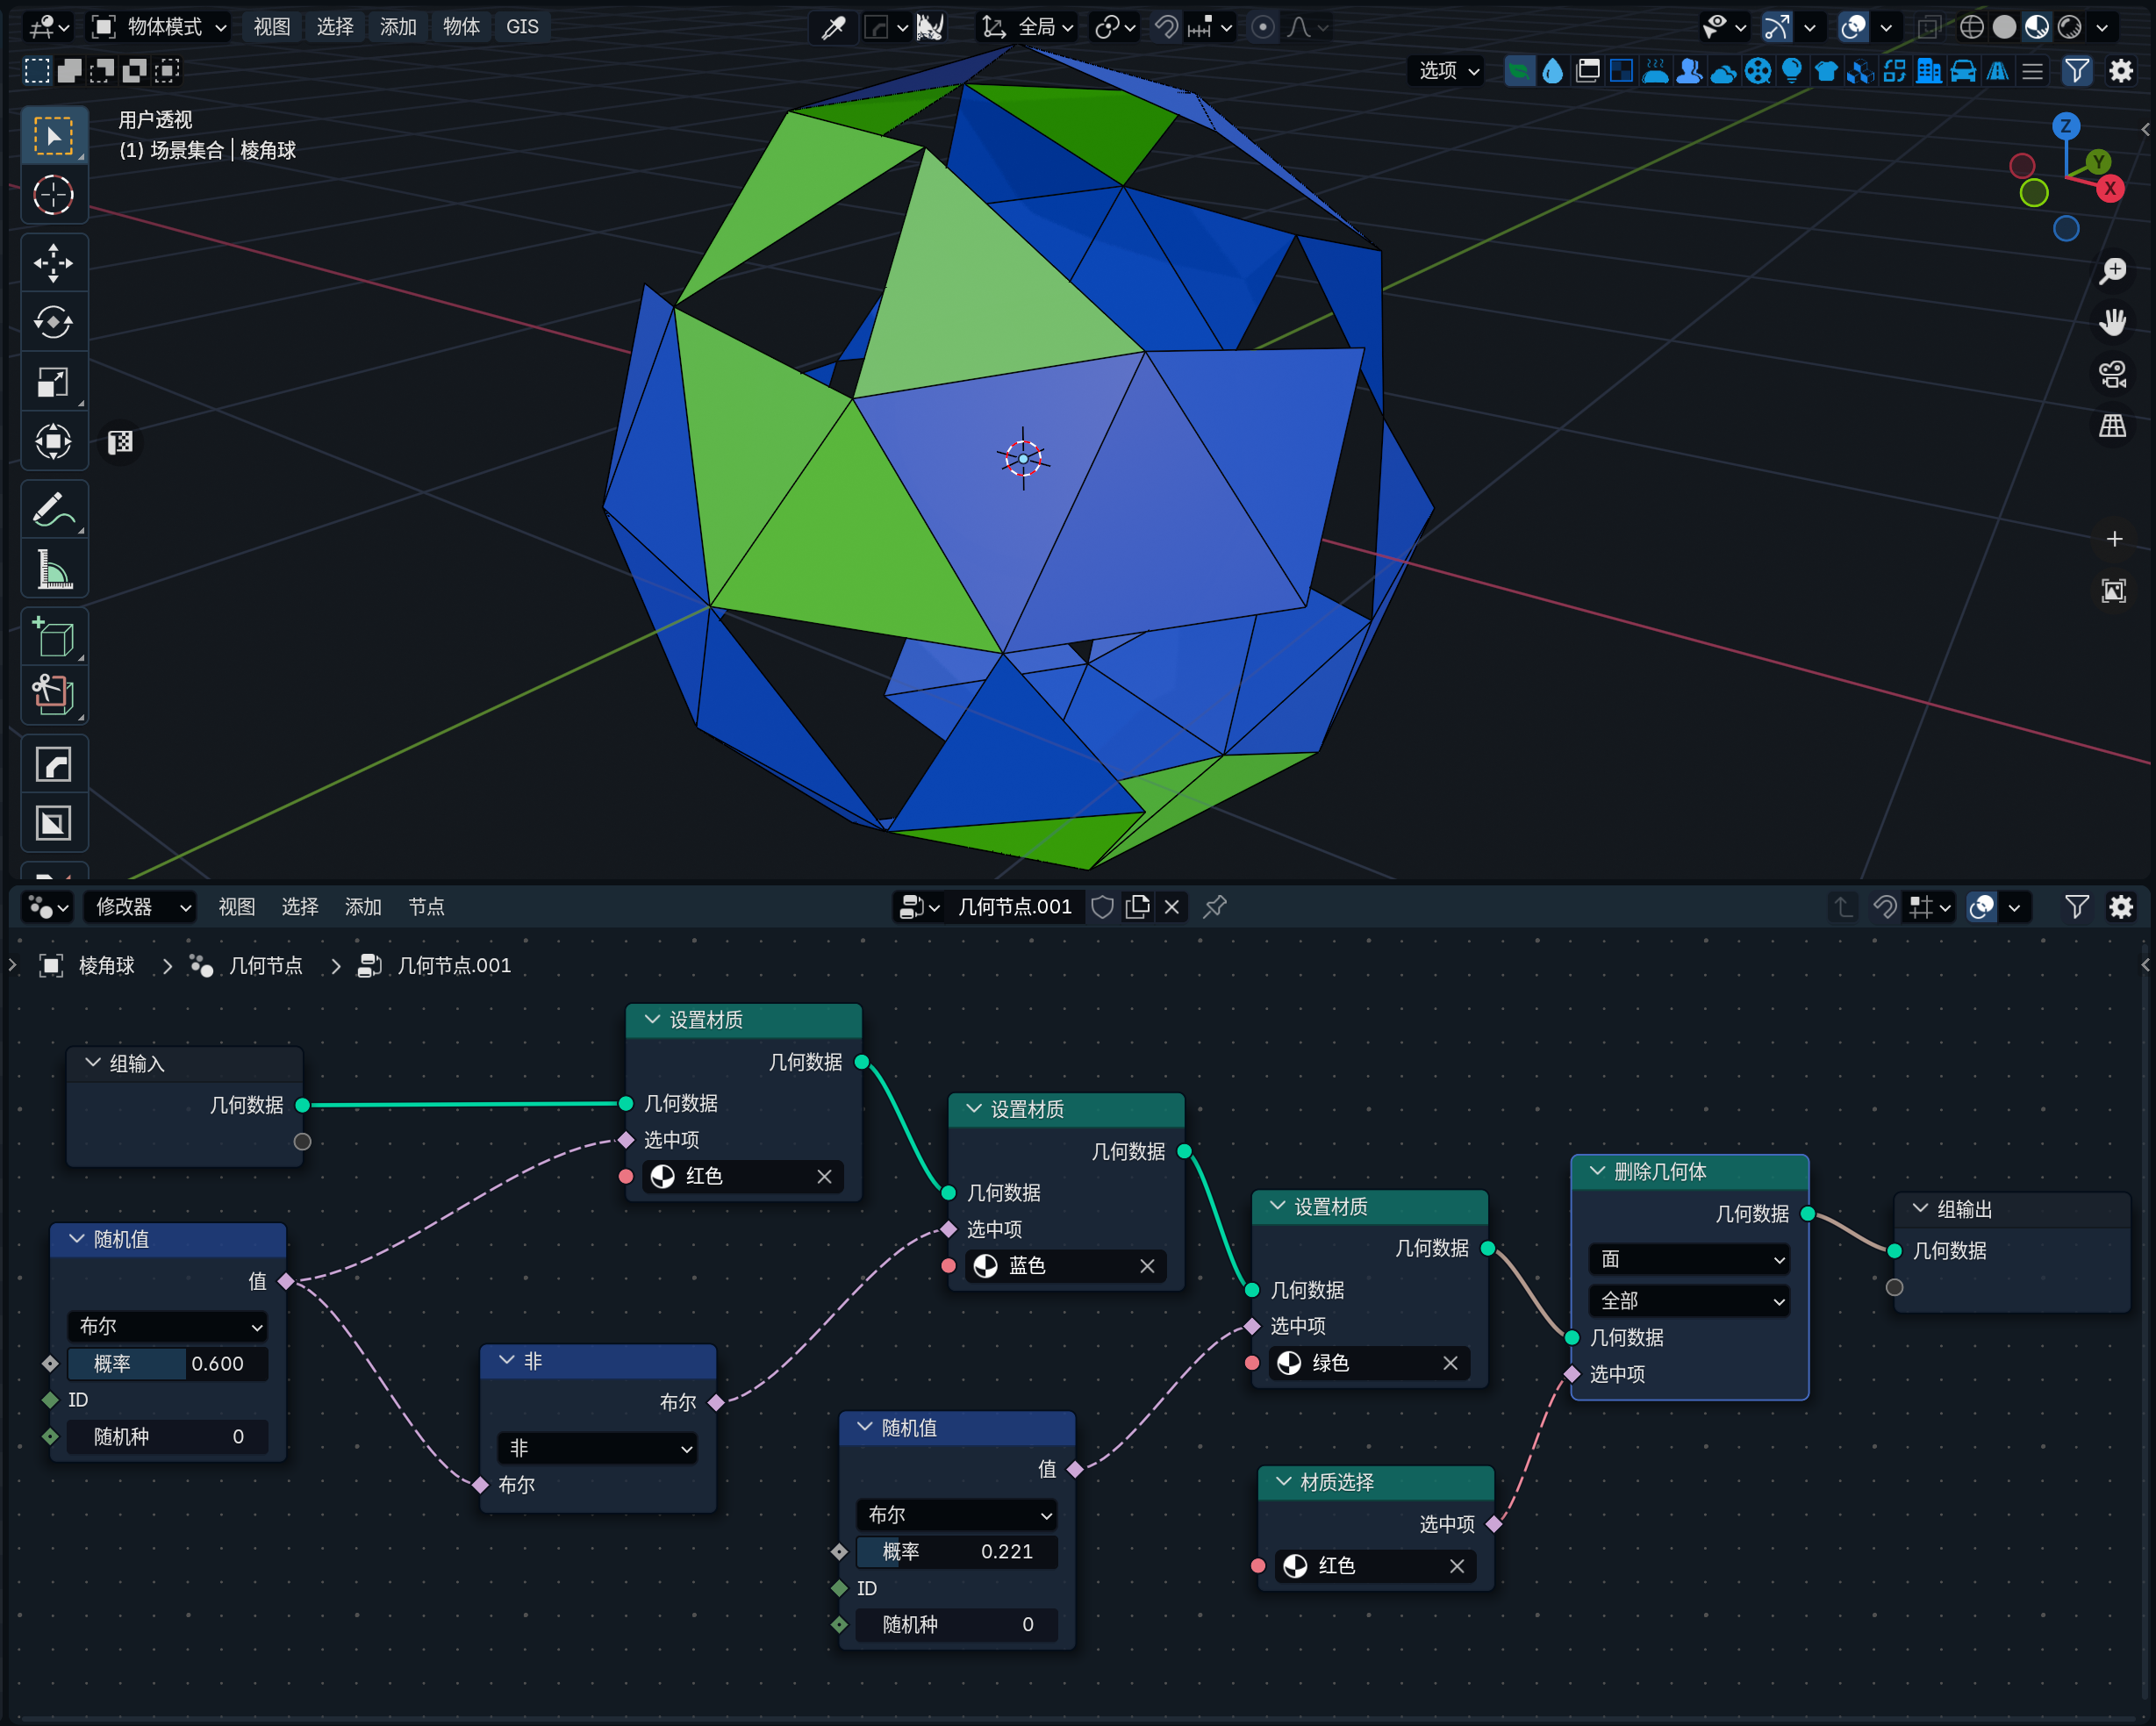 物体模式 视图 选择 添加 物体 GIS 全局
选项
用户透视
(1) 场景集合 | 棱角球
Z
Y
X
修改器 视图 选择 添加 节点 几何节点.001
棱角球 几何节点 几何节点.001
组输入
几何数据
设置材质
几何数据
几何数据
选中项
红色
随机值
值
布尔
概率 0.600
ID
随机种 0
非
布尔
非
布尔
设置材质
几何数据
几何数据
选中项
蓝色
随机值
值
布尔
概率 0.221
ID
随机种 0
设置材质
几何数据
几何数据
选中项
绿色
材质选择
选中项
红色
删除几何体
几何数据
面
全部
几何数据
选中项
组输出
几何数据